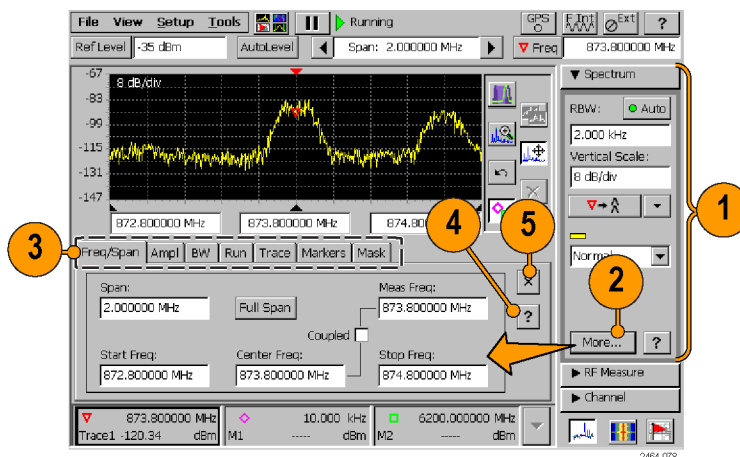 File View Setup Tools Running GPS F Int Ext ?
Ref Level -35 dBm AutoLevel Span: 2.000000 MHz Freq 873.800000 MHz
-67
8 dB/div
-83
-99
-115
-131
-147
872.800000 MHz 873.800000 MHz 874.80
Spectrum
RBW: Auto
2.000 kHz
Vertical Scale:
8 dB/div
Normal
More... ?
RF Measure
Channel
1
2
3
4
5
Freq/Span Ampl BW Run Trace Markers Mask
×
?
Span:
2.000000 MHz
Full Span
Meas Freq:
873.800000 MHz
Coupled
Start Freq:
872.800000 MHz
Center Freq:
873.800000 MHz
Stop Freq:
874.800000 MHz
873.800000 MHz
Trace1 -120.34 dBm
10.000 kHz
M1 ----- dBm
6200.000000 MHz
M2 ----- dBm
2464 078